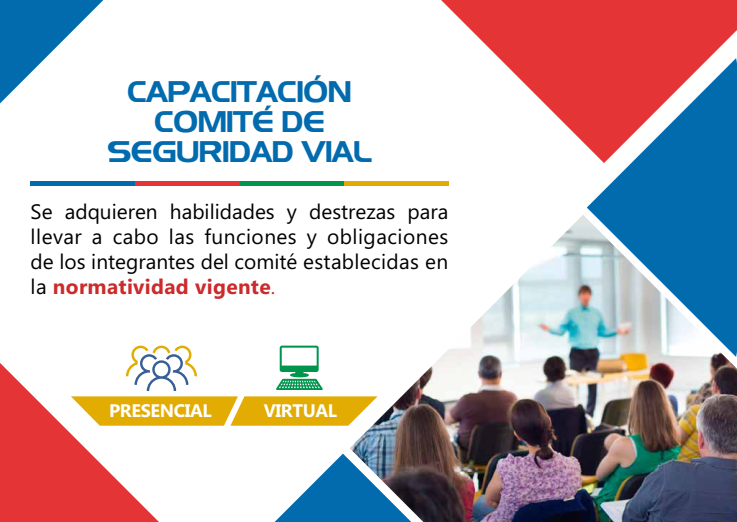 CAPACITACIÓN
COMITÉ DE
SEGURIDAD VIAL
Se adquieren habilidades y destrezas para
llevar a cabo las funciones y obligaciones
de los integrantes del comité establecidas en
la normatividad vigente.
PRESENCIAL VIRTUAL